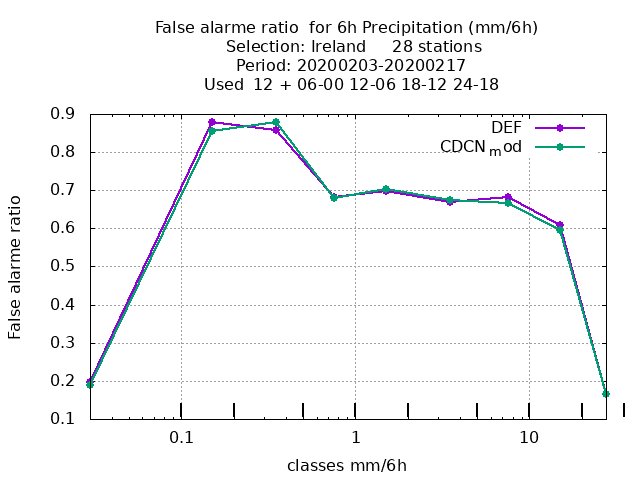 False alarme ratio  for 6h Precipitation (mm/6h)
Selection: Ireland     28 stations
Period: 20200203-20200217
Used  12 + 06-00 12-06 18-12 24-18
DEF
CDCN_mod
False alarme ratio
0.9
0.8
0.7
0.6
0.5
0.4
0.3
0.2
0.1
0.1 1 10
classes mm/6h